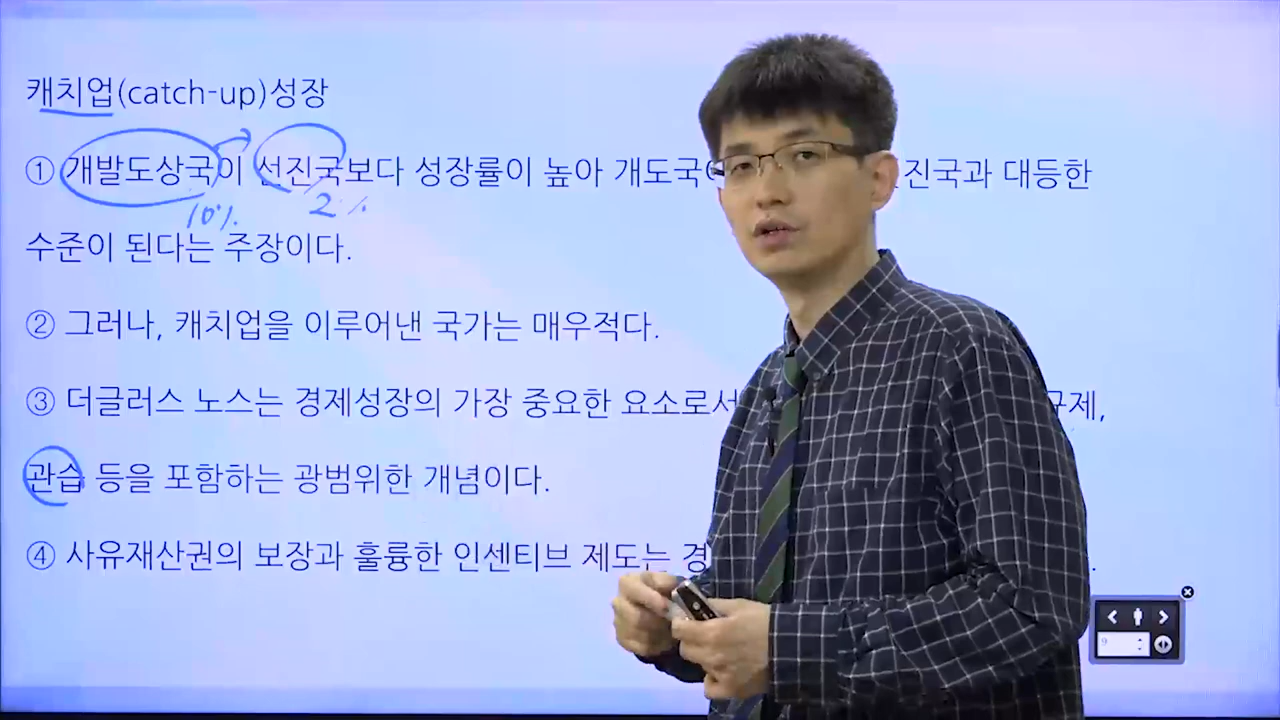 캐치업(catch-up)성장
① 개발도상국이 선진국보다 성장률이 높아 개도국이 선진국과 대등한
10% 2%
수준이 된다는 주장이다.
② 그러나, 캐치업을 이루어낸 국가는 매우적다.
③ 더글러스 노스는 경제성장의 가장 중요한 요소로서 규제,
관습 등을 포함하는 광범위한 개념이다.
④ 사유재산권의 보장과 훌륭한 인센티브 제도는 경
9